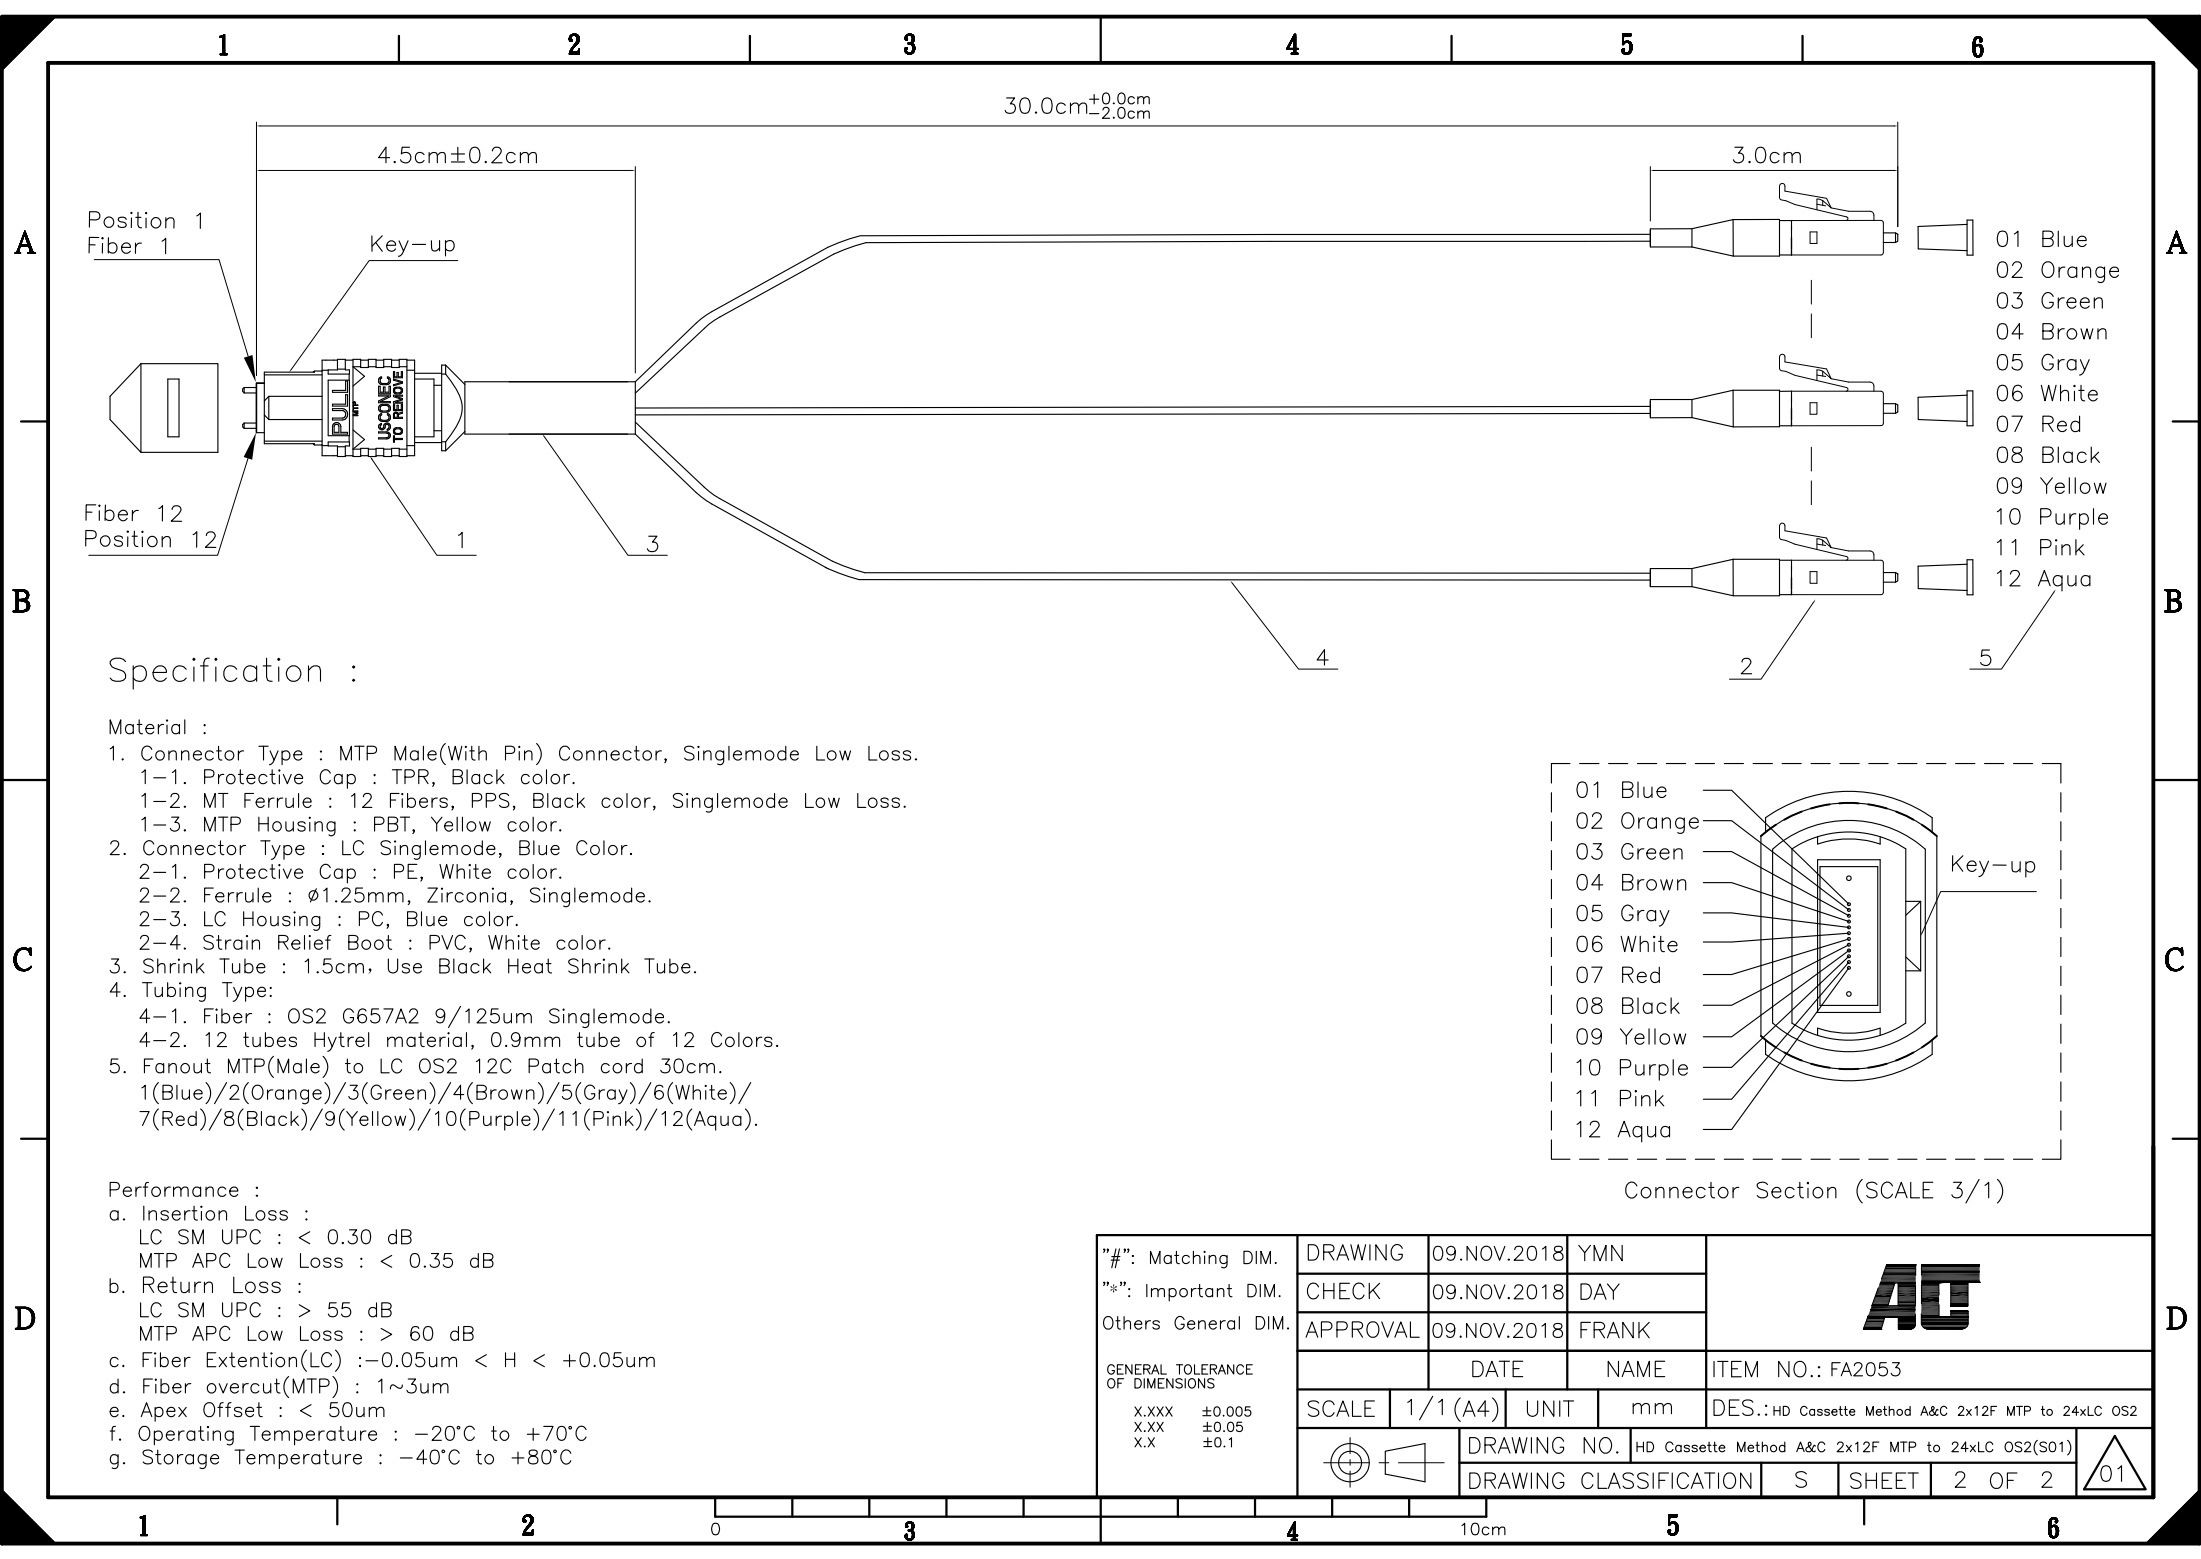 1 2 3 4 5 6
30.0cm+0.0cm
−2.0cm
4.5cm±0.2cm
3.0cm
Position 1
Fiber 1
Key−up
A
A
01 Blue
02 Orange
03 Green
04 Brown
05 Gray
06 White
07 Red
08 Black
09 Yellow
10 Purple
11 Pink
12 Aqua
PULL
MTP
USCONEC
TO REMOVE
Fiber 12
Position 12
1
3
4
2
5
B
B
Specification :
Material :
1. Connector Type : MTP Male(With Pin) Connector, Singlemode Low Loss.
1−1. Protective Cap : TPR, Black color.
1−2. MT Ferrule : 12 Fibers, PPS, Black color, Singlemode Low Loss.
1−3. MTP Housing : PBT, Yellow color.
2. Connector Type : LC Singlemode, Blue Color.
2−1. Protective Cap : PE, White color.
2−2. Ferrule : ø1.25mm, Zirconia, Singlemode.
2−3. LC Housing : PC, Blue color.
2−4. Strain Relief Boot : PVC, White color.
3. Shrink Tube : 1.5cm, Use Black Heat Shrink Tube.
4. Tubing Type:
4−1. Fiber : OS2 G657A2 9/125um Singlemode.
4−2. 12 tubes Hytrel material, 0.9mm tube of 12 Colors.
5. Fanout MTP(Male) to LC OS2 12C Patch cord 30cm.
1(Blue)/2(Orange)/3(Green)/4(Brown)/5(Gray)/6(White)/
7(Red)/8(Black)/9(Yellow)/10(Purple)/11(Pink)/12(Aqua).
C
C
01 Blue
02 Orange
03 Green
04 Brown
05 Gray
06 White
07 Red
08 Black
09 Yellow
10 Purple
11 Pink
12 Aqua
Key−up
Connector Section (SCALE 3/1)
Performance :
a. Insertion Loss :
LC SM UPC : < 0.30 dB
MTP APC Low Loss : < 0.35 dB
b. Return Loss :
LC SM UPC : > 55 dB
MTP APC Low Loss : > 60 dB
c. Fiber Extention(LC) :−0.05um < H < +0.05um
d. Fiber overcut(MTP) : 1~3um
e. Apex Offset : < 50um
f. Operating Temperature : −20°C to +70°C
g. Storage Temperature : −40°C to +80°C
D
D
"#": Matching DIM.
"*": Important DIM.
Others General DIM.
GENERAL TOLERANCE
OF DIMENSIONS
X.XXX ±0.005
X.XX ±0.05
X.X ±0.1
DRAWING 09.NOV.2018 YMN
CHECK 09.NOV.2018 DAY
APPROVAL 09.NOV.2018 FRANK
DATE NAME
ACT
ITEM NO.: FA2053
SCALE 1/1(A4) UNIT mm
DES.: HD Cassette Method A&C 2x12F MTP to 24xLC OS2
DRAWING NO. HD Cassette Method A&C 2x12F MTP to 24xLC OS2(S01)
DRAWING CLASSIFICATION S SHEET 2 OF 2
01
1 2 3 4 5 6
0 10cm